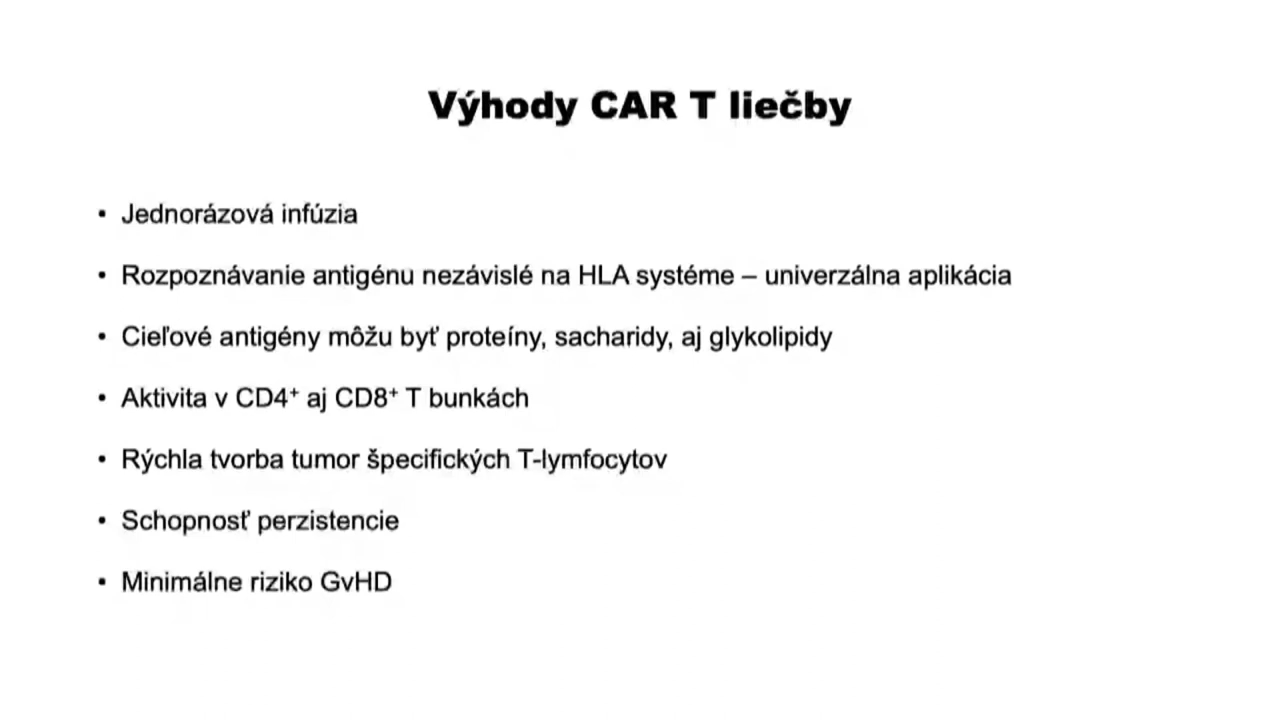 Výhody CAR T liečby
• Jednorázová infúzia
• Rozpoznávanie antigénu nezávislé na HLA systéme – univerzálna aplikácia
• Cieľové antigény môžu byť proteíny, sacharidy, aj glykolipidy
• Aktivita v CD4⁺ aj CD8⁺ T bunkách
• Rýchla tvorba tumor špecifických T-lymfocytov
• Schopnosť perzistencie
• Minimálne riziko GvHD